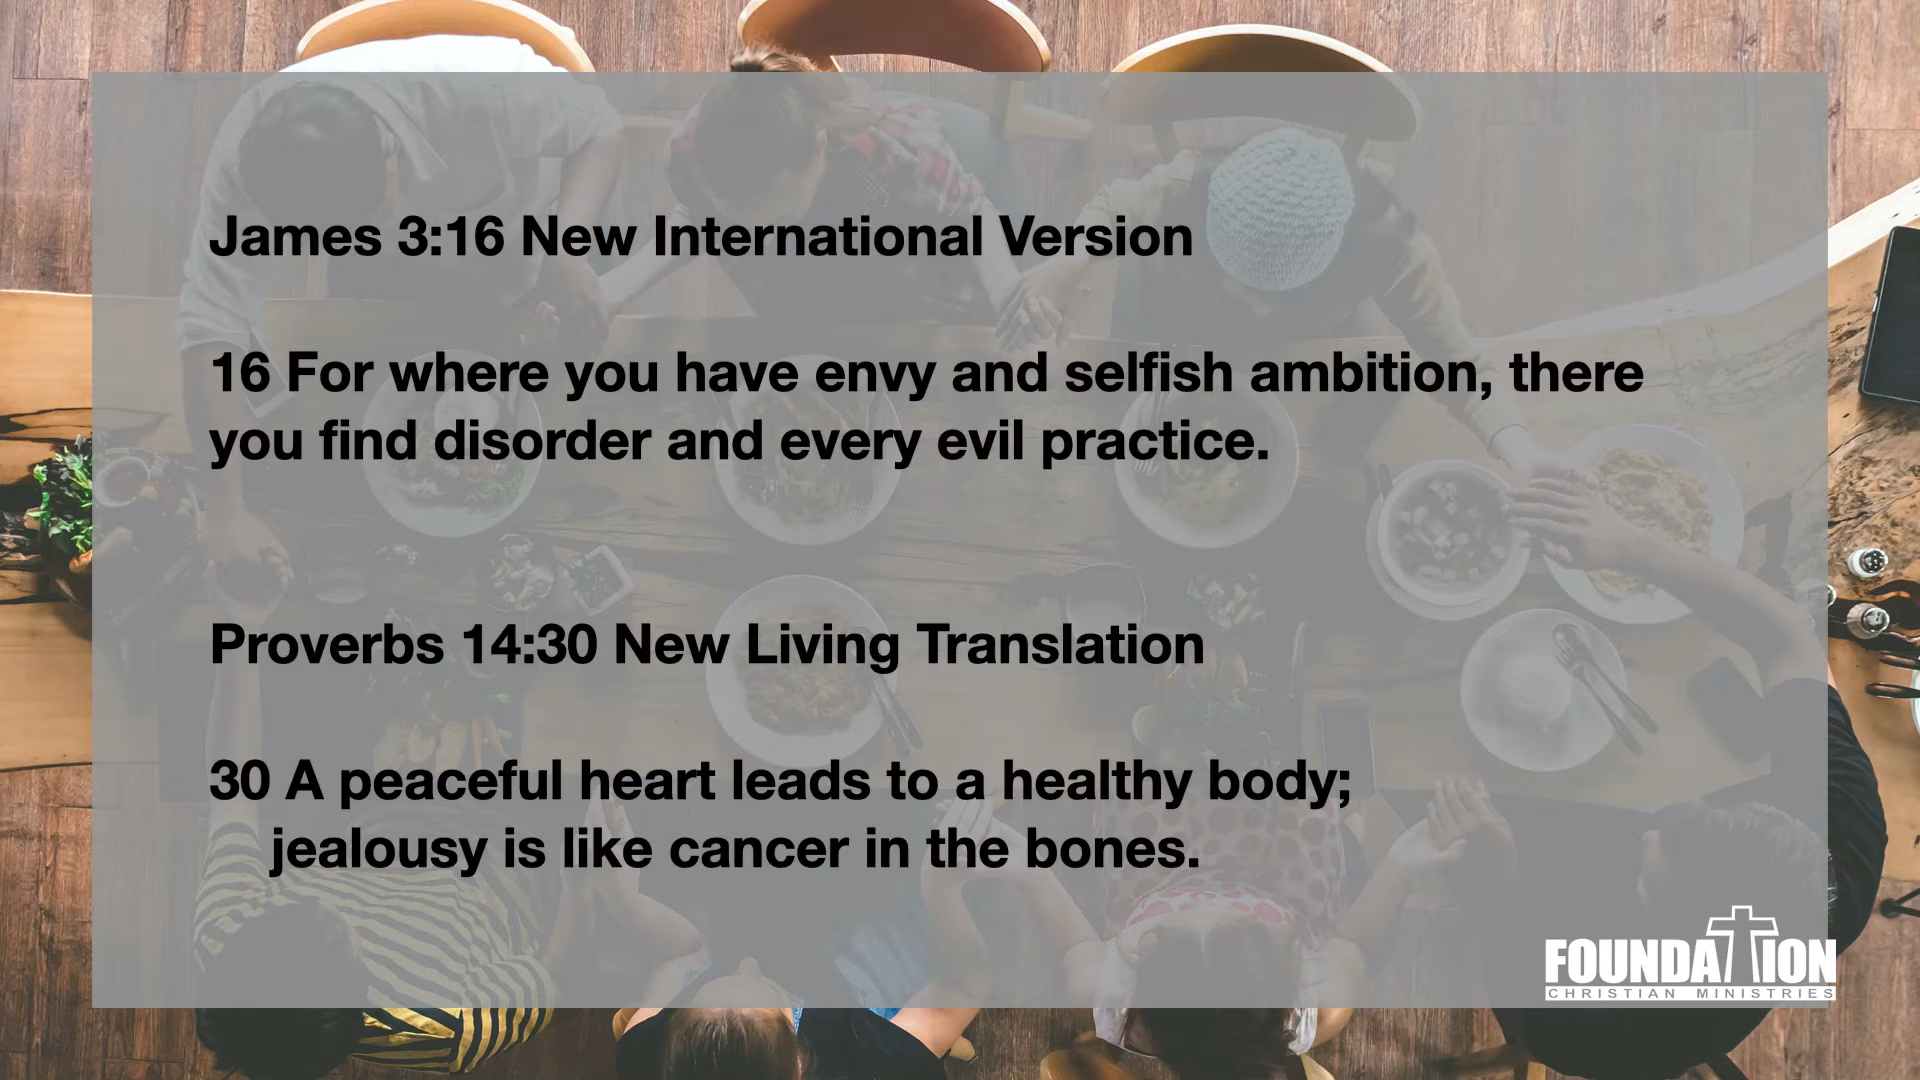 James 3:16 New International Version
16 For where you have envy and selfish ambition, there
you find disorder and every evil practice.
Proverbs 14:30 New Living Translation
30 A peaceful heart leads to a healthy body;
jealousy is like cancer in the bones.
FOUNDATION
CHRISTIAN MINISTRIES